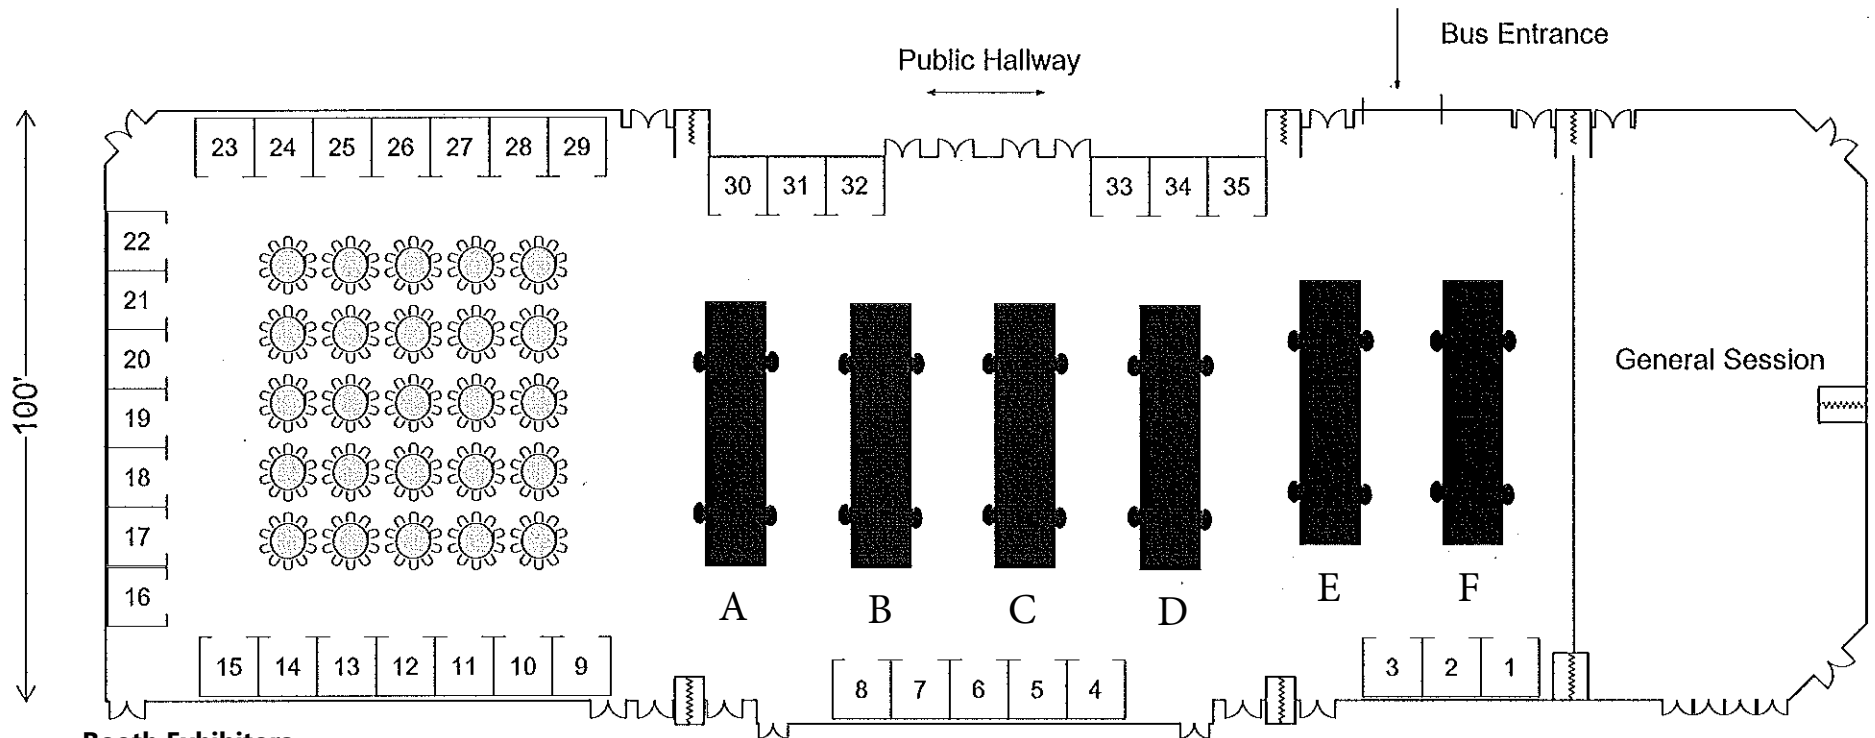 Bus Entrance
Public Hallway
100'
23 24 25 26 27 28 29
30 31 32
33 34 35
22
21
20
19
18
17
16
General Session
A B C D E F
15 14 13 12 11 10 9
8 7 6 5 4
3 2 1
Booth Exhibitors